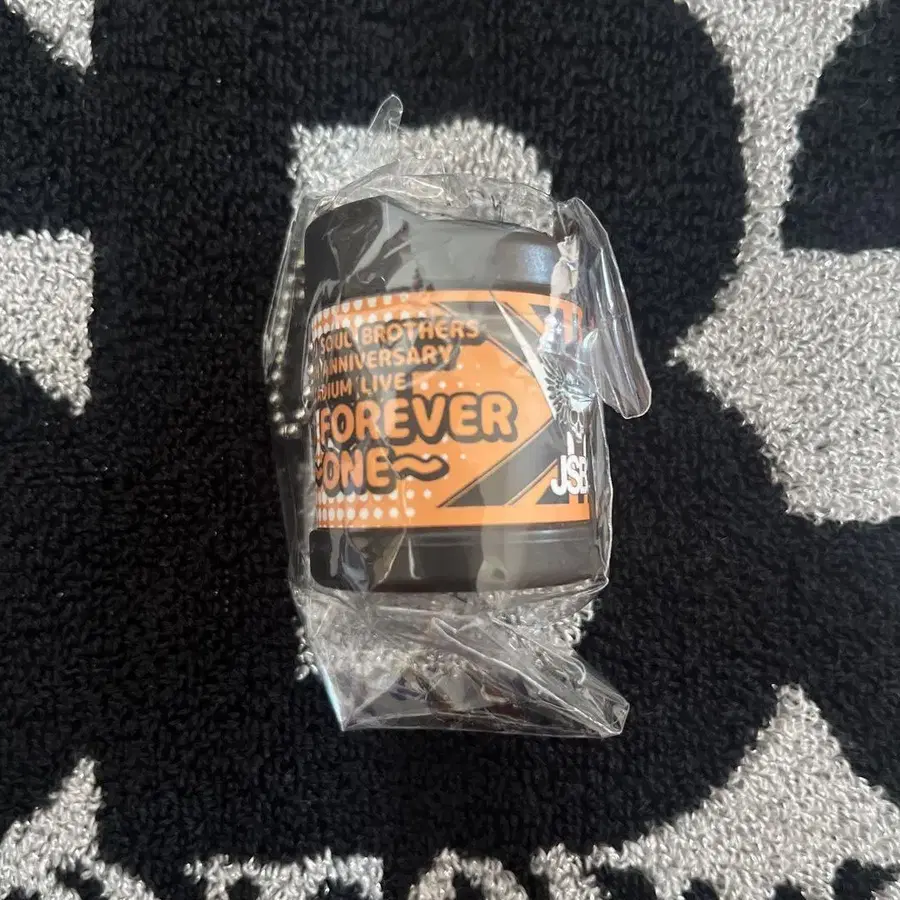 SOUL BROTHERS
ANNIVERSARY
DIUM LIVE
FOREVER
~ONE~
JSB